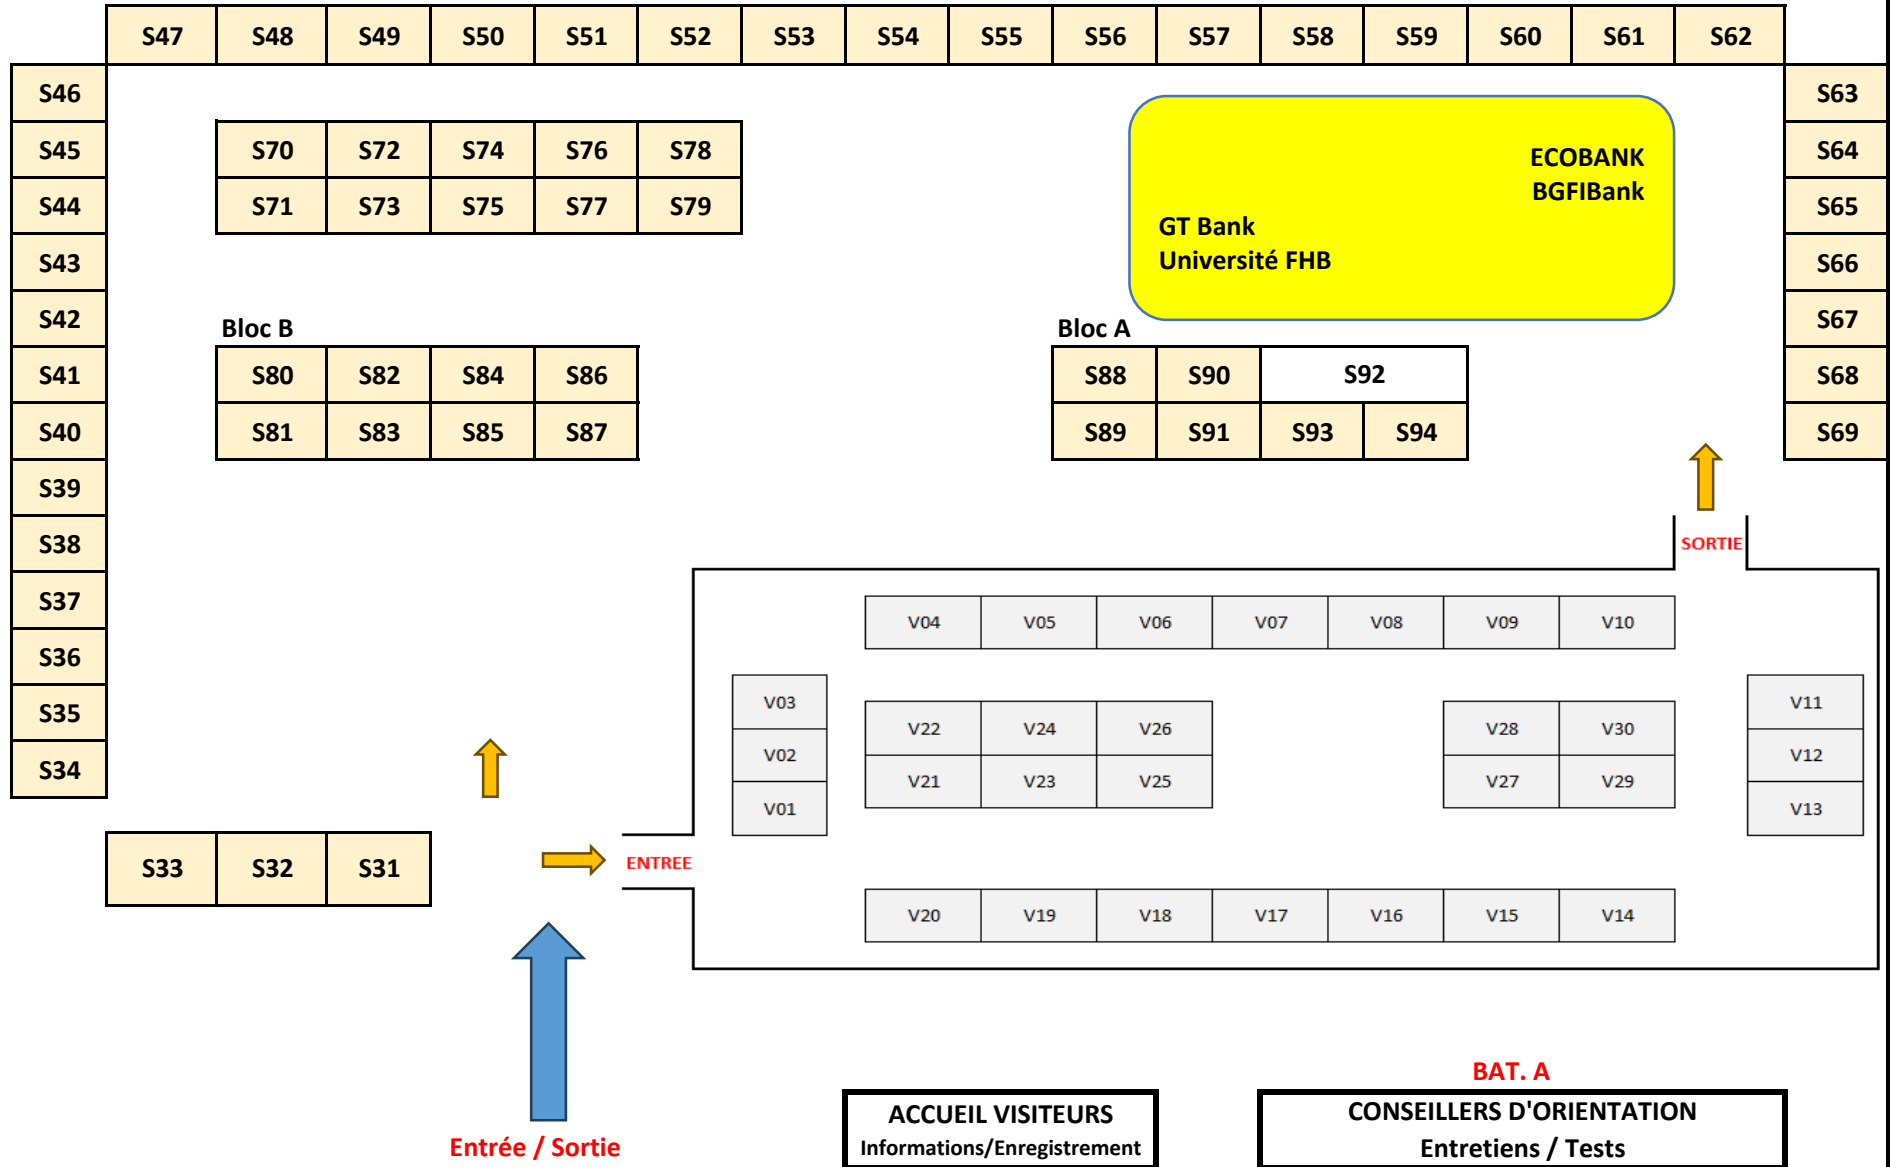 S47 S48 S49 S50 S51 S52 S53 S54 S55 S56 S57 S58 S59 S60 S61 S62
S46 S63
S45 S70 S72 S74 S76 S78 ECOBANK S64
BGFIBank
S44 S71 S73 S75 S77 S79 S65
GT Bank
Université FHB
S43 S66
S42 S67
Bloc B Bloc A
S41 S80 S82 S84 S86 S88 S90 S92 S68
S40 S81 S83 S85 S87 S89 S91 S93 S94 S69
S39
S38 SORTIE
S37
V04 V05 V06 V07 V08 V09 V10
S36
V03 V11
S35
V22 V24 V26 V28 V30
V02 V12
S34
V21 V23 V25 V27 V29
V01 V13
S33 S32 S31 ENTREE
V20 V19 V18 V17 V16 V15 V14
BAT. A
ACCUEIL VISITEURS CONSEILLERS D'ORIENTATION
Entrée / Sortie Informations/Enregistrement Entretiens / Tests